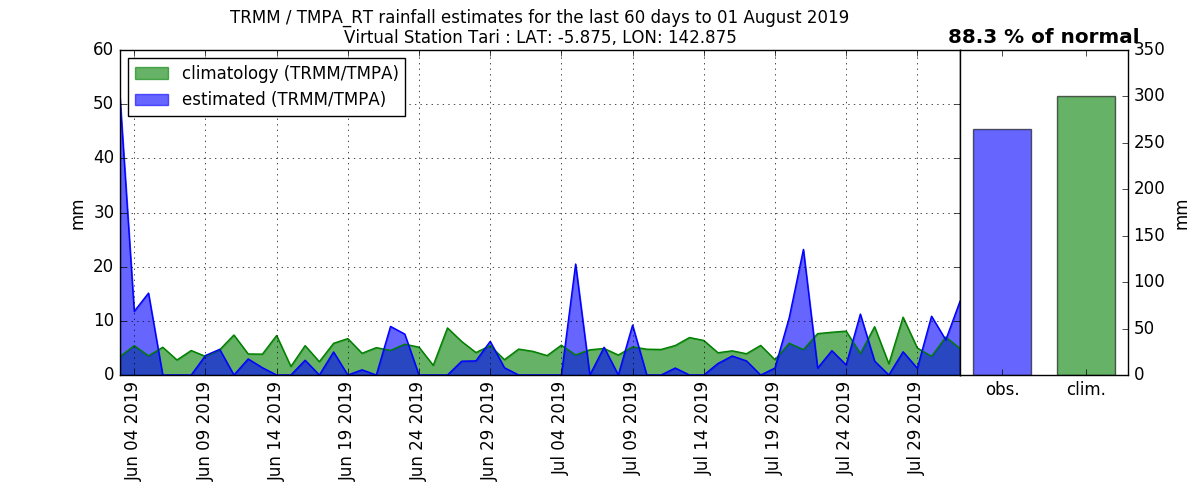 TRMM / TMPA_RT rainfall estimates for the last 60 days to 01 August 2019
Virtual Station Tari : LAT: -5.875, LON: 142.875
88.3 % of normal
climatology (TRMM/TMPA)
estimated (TRMM/TMPA)
60
50
40
30
20
10
0
mm
Jun 04 2019
Jun 09 2019
Jun 14 2019
Jun 19 2019
Jun 24 2019
Jun 29 2019
Jul 04 2019
Jul 09 2019
Jul 14 2019
Jul 19 2019
Jul 24 2019
Jul 29 2019
obs.
clim.
350
300
250
200
150
100
50
0
mm